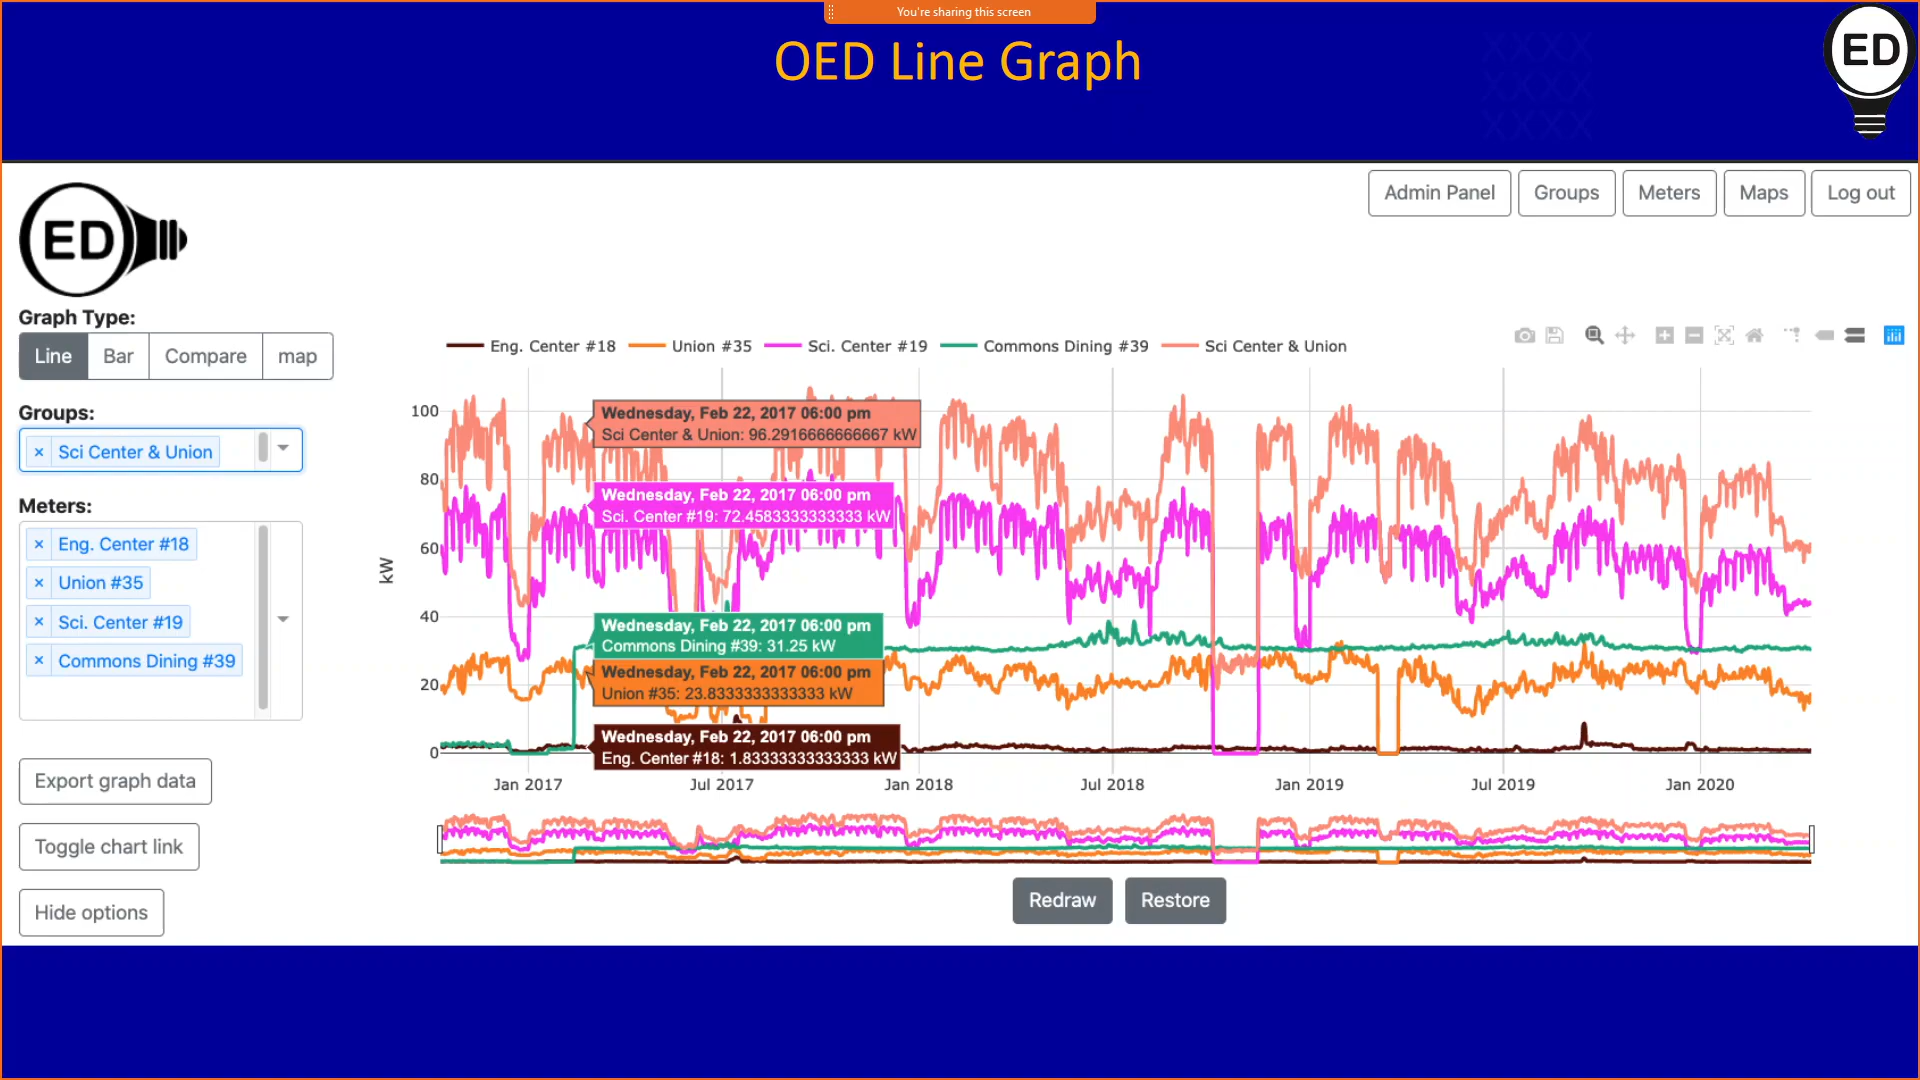 You're sharing this screen
OED Line Graph
ED
Admin Panel
Groups
Meters
Maps
Log out
ED
Graph Type:
Line
Bar
Compare
map
Groups:
× Sci Center & Union
Meters:
× Eng. Center #18
× Union #35
× Sci. Center #19
× Commons Dining #39
Export graph data
Toggle chart link
Hide options
Eng. Center #18
Union #35
Sci. Center #19
Commons Dining #39
Sci Center & Union
kW
100
80
60
40
20
0
Wednesday, Feb 22, 2017 06:00 pm
Sci Center & Union: 96.2916666666667 kW
Wednesday, Feb 22, 2017 06:00 pm
Sci. Center #19: 72.4583333333333 kW
Wednesday, Feb 22, 2017 06:00 pm
Commons Dining #39: 31.25 kW
Wednesday, Feb 22, 2017 06:00 pm
Union #35: 23.8333333333333 kW
Wednesday, Feb 22, 2017 06:00 pm
Eng. Center #18: 1.83333333333333 kW
Jan 2017
Jul 2017
Jan 2018
Jul 2018
Jan 2019
Jul 2019
Jan 2020
Redraw
Restore